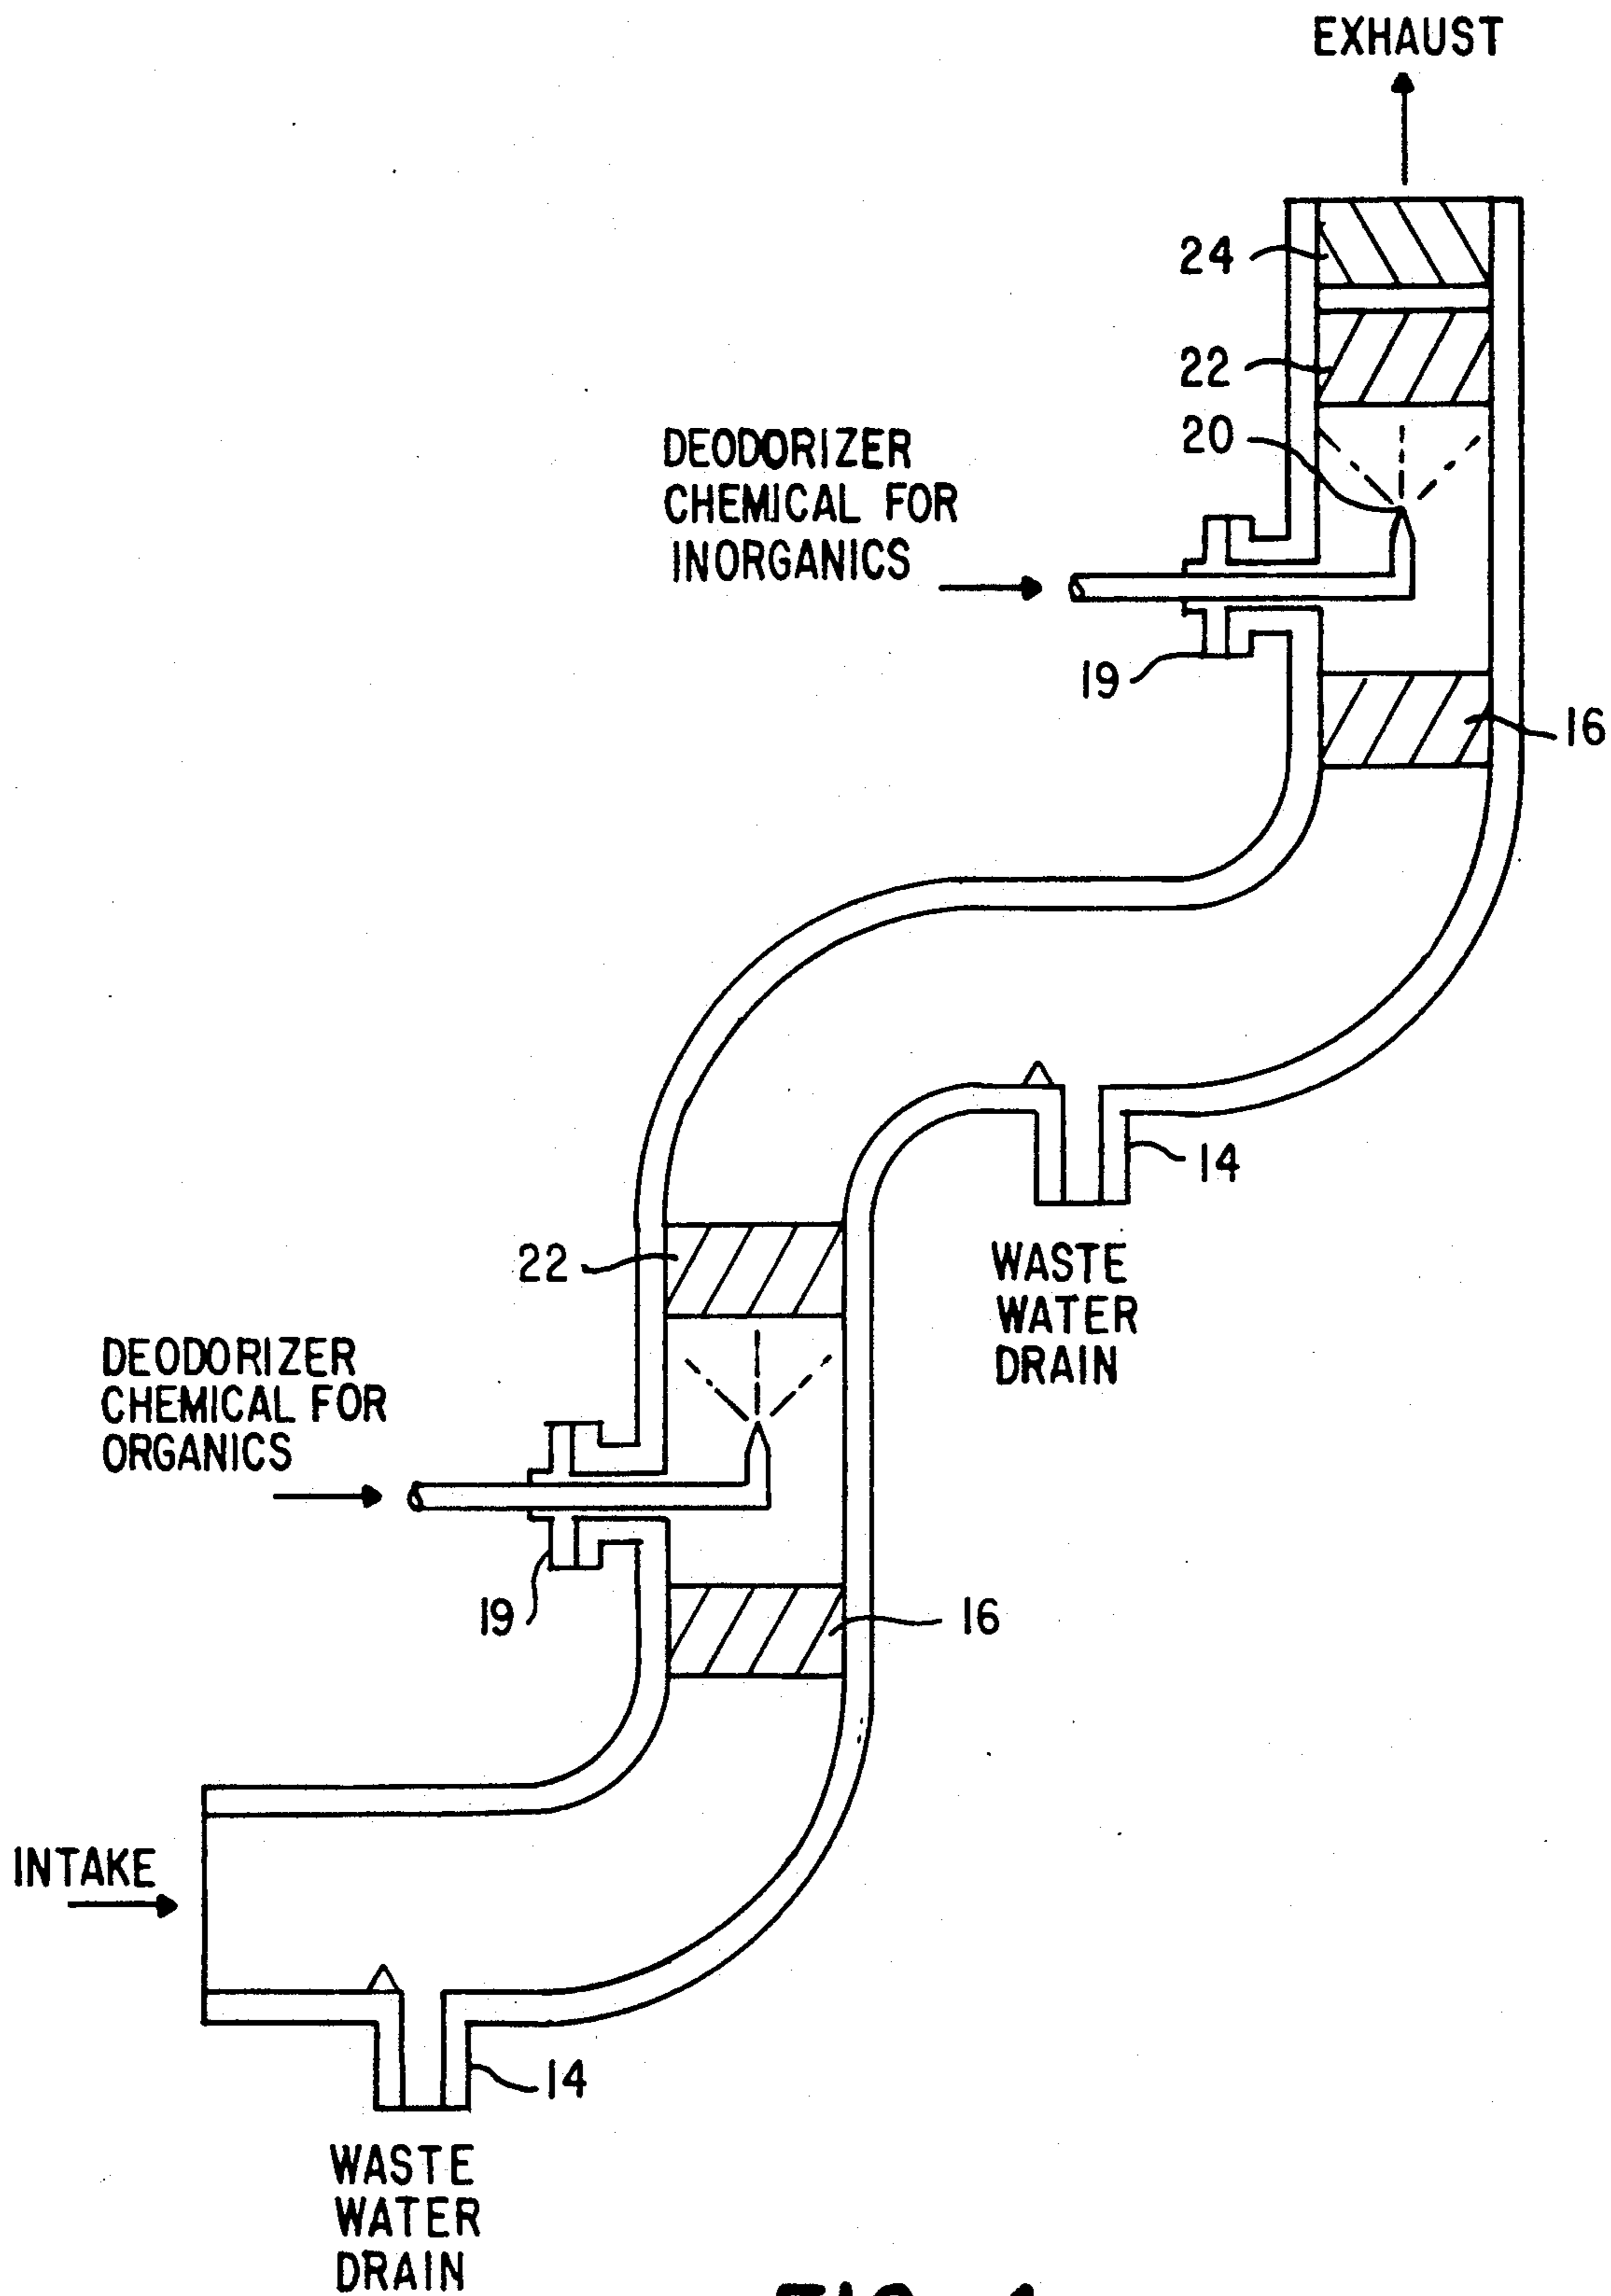 EXHAUST
24
22
20
DEODORIZER
CHEMICAL FOR
INORGANICS
19
16
14
22
WASTE
WATER
DRAIN
DEODORIZER
CHEMICAL FOR
ORGANICS
19
16
INTAKE
14
WASTE
WATER
DRAIN